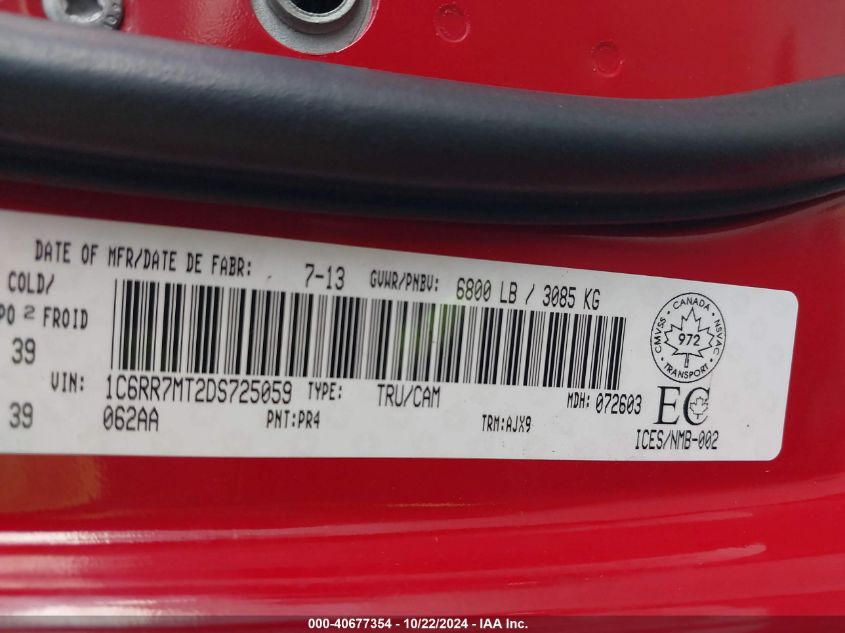 DATE OF MFR/DATE DE FABR: 7-13 GVWR/PNBV: 6800 LB / 3085 KG
COLD/
PO 2 FROID
39
VIN: 1C6RR7MT2DS725059 TYPE: TRU/CAM MDH: 072603
39
062AA PNT:PR4 TRM:AJX9
CANADA
CMVSS 972 NSVAC
TRANSPORT
EC
ICES/NMB-002
000-40677354 - 10/22/2024 - IAA Inc.